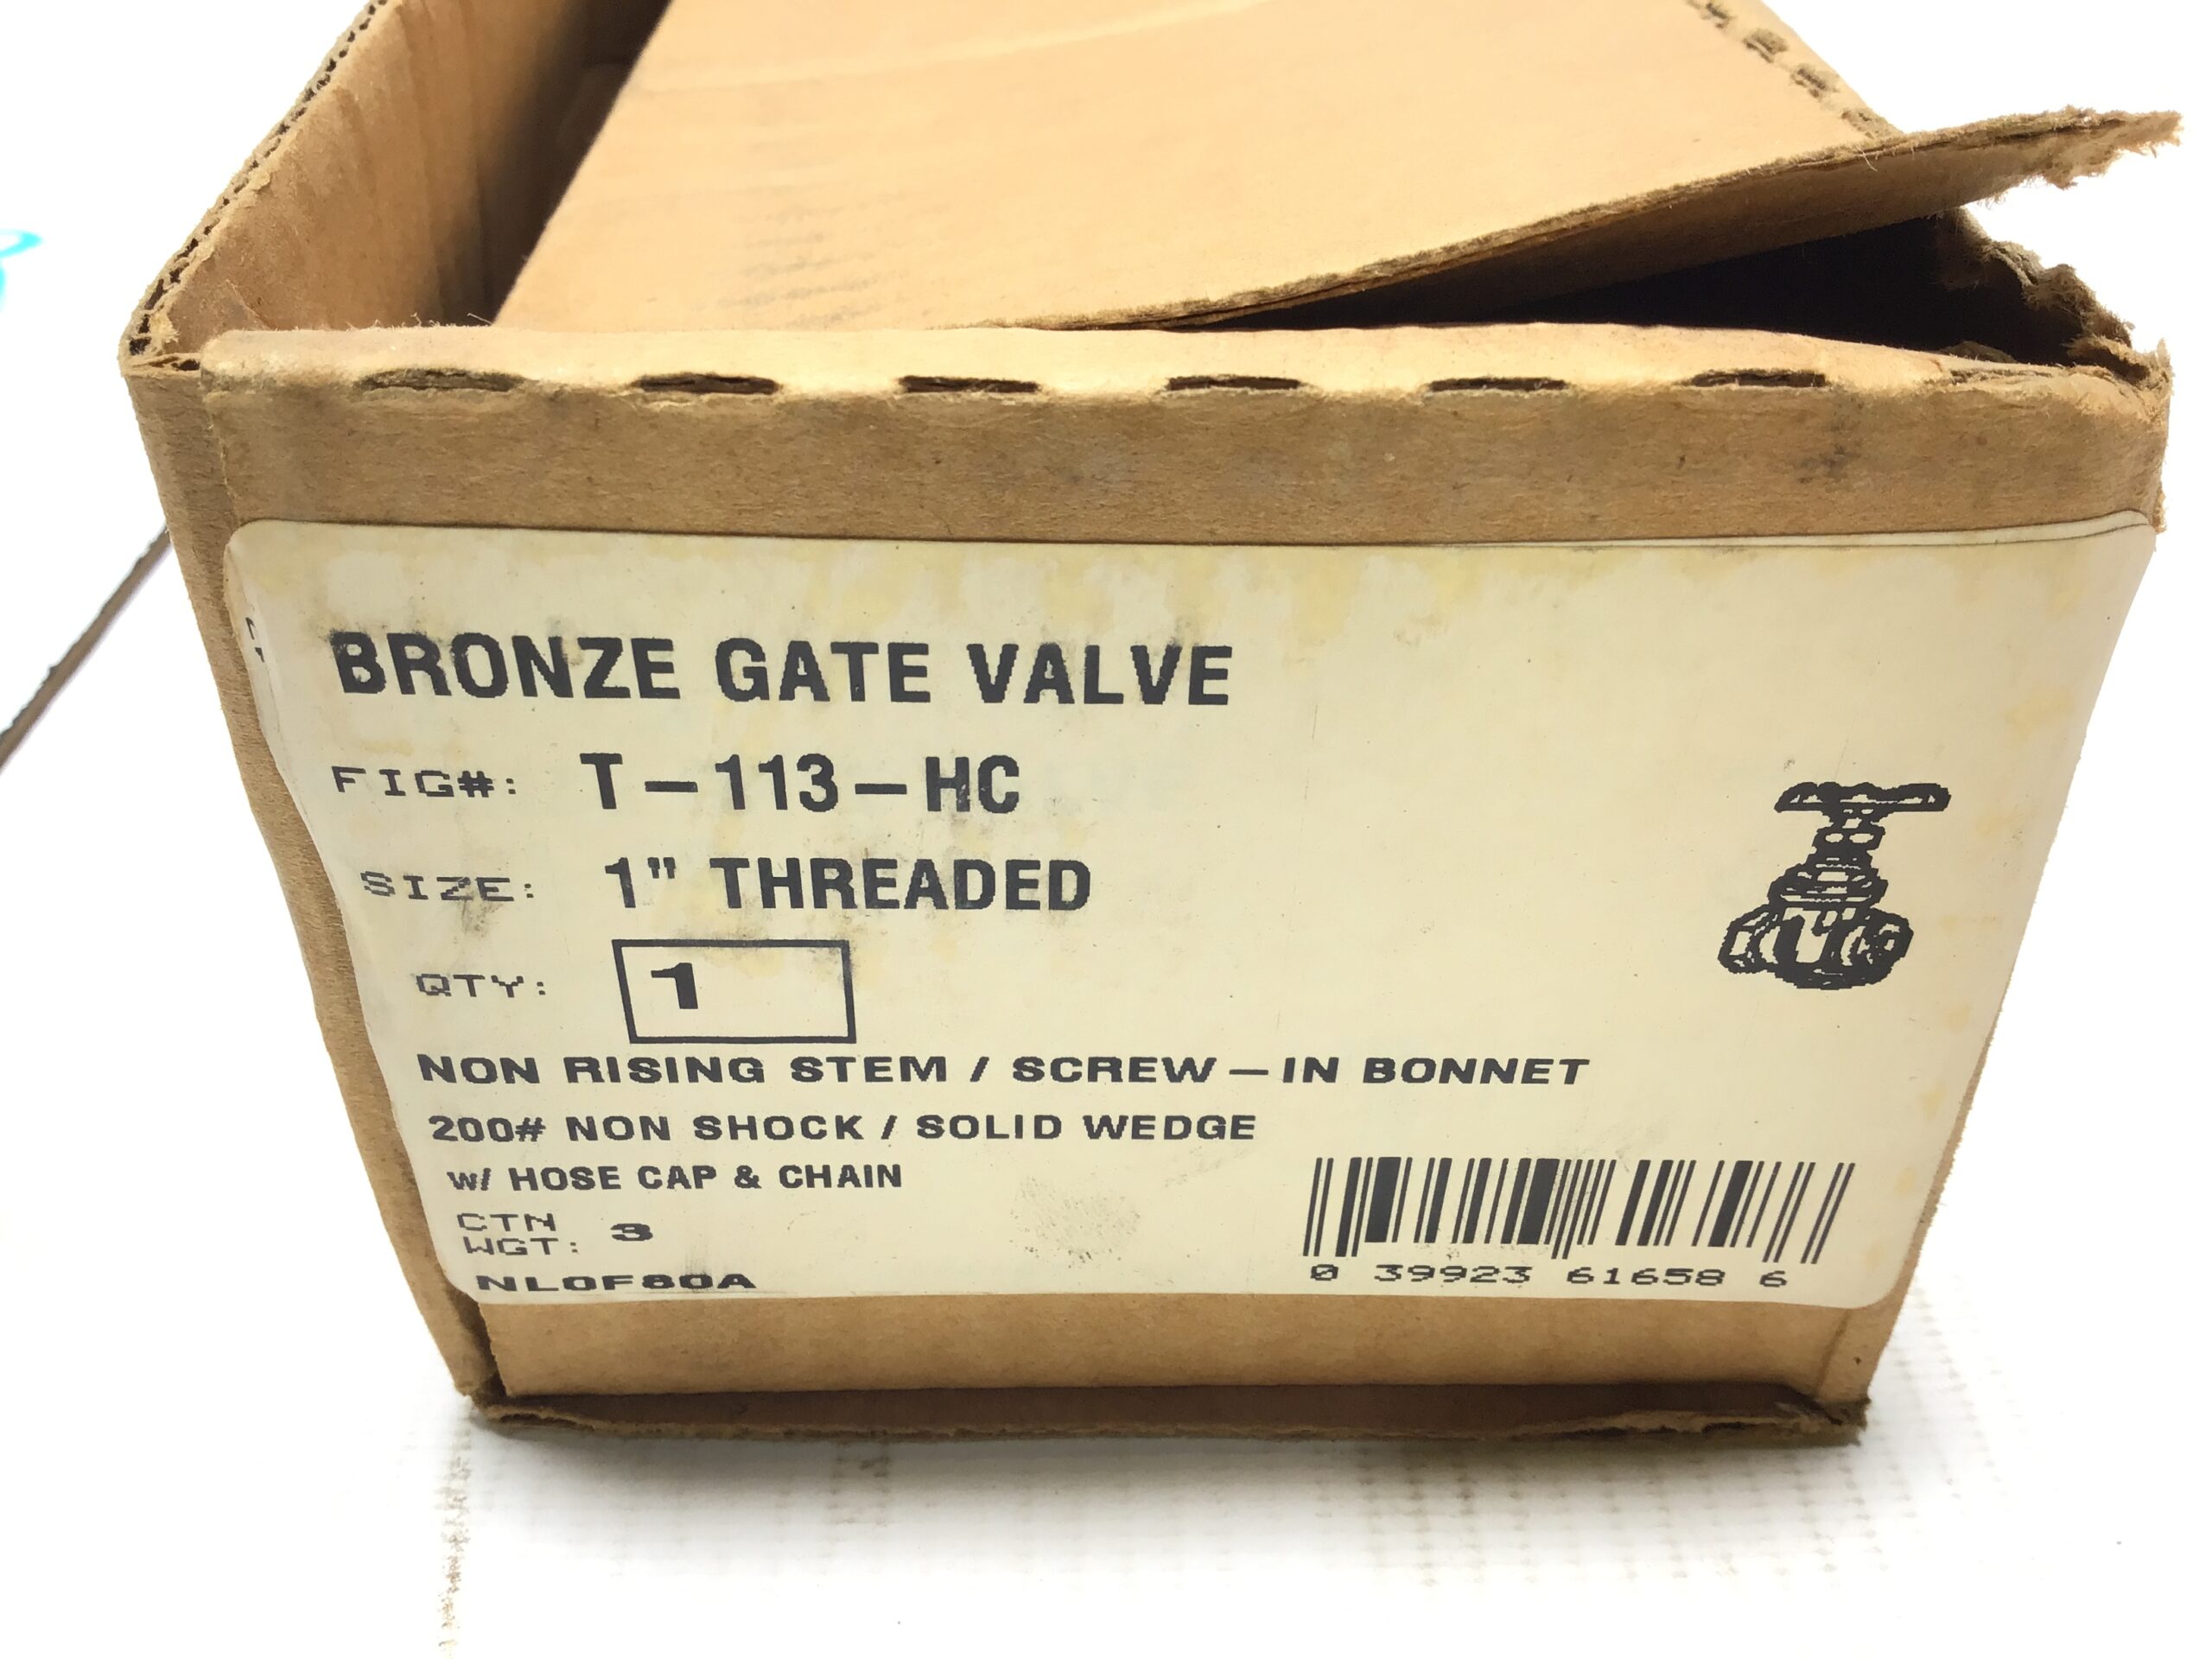 BRONZE GATE VALVE
FIG#: T-113-HC
SIZE: 1" THREADED
QTY: 1
NON RISING STEM / SCREW-IN BONNET
200# NON SHOCK / SOLID WEDGE
w/ HOSE CAP & CHAIN
CTN
WGT: 3
NL0F80A
0 39923 61658 6